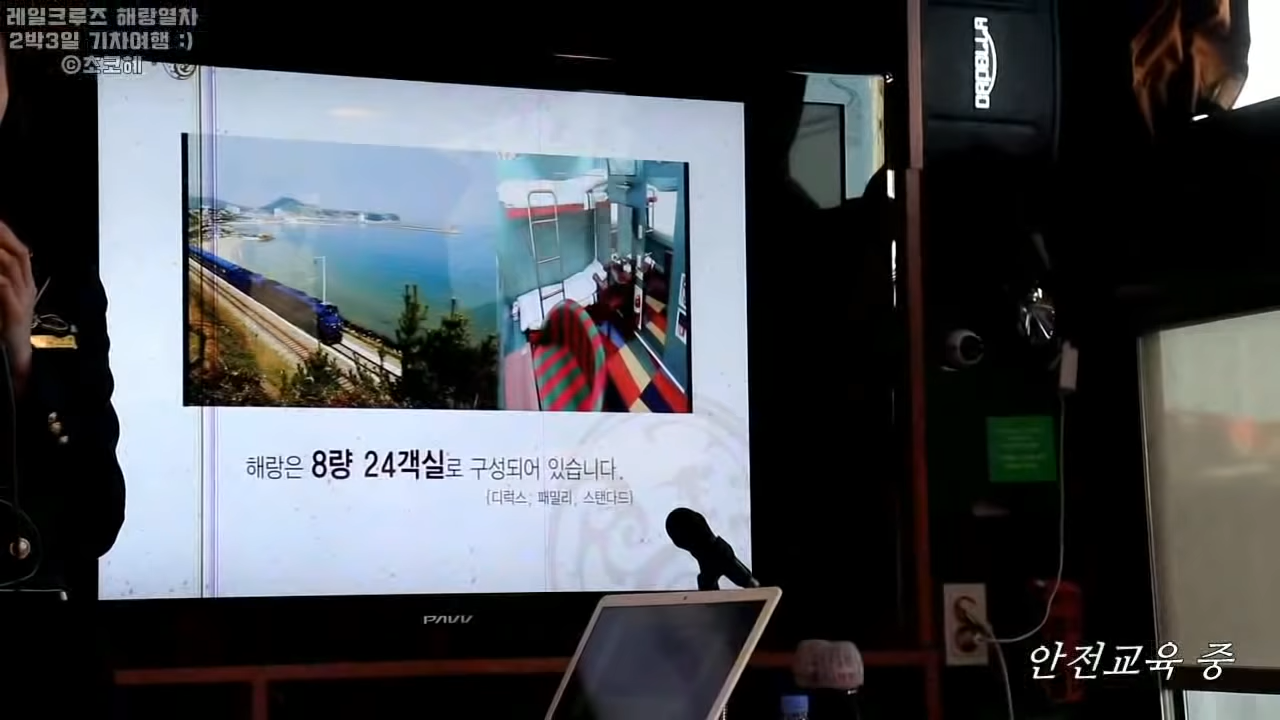 레일크루즈 해랑열차
2박3일 기차여행 :)
©초코혜
해랑은 8량 24객실로 구성되어 있습니다.
(디럭스, 패밀리, 스탠다드)
PAVV
안전교육 중